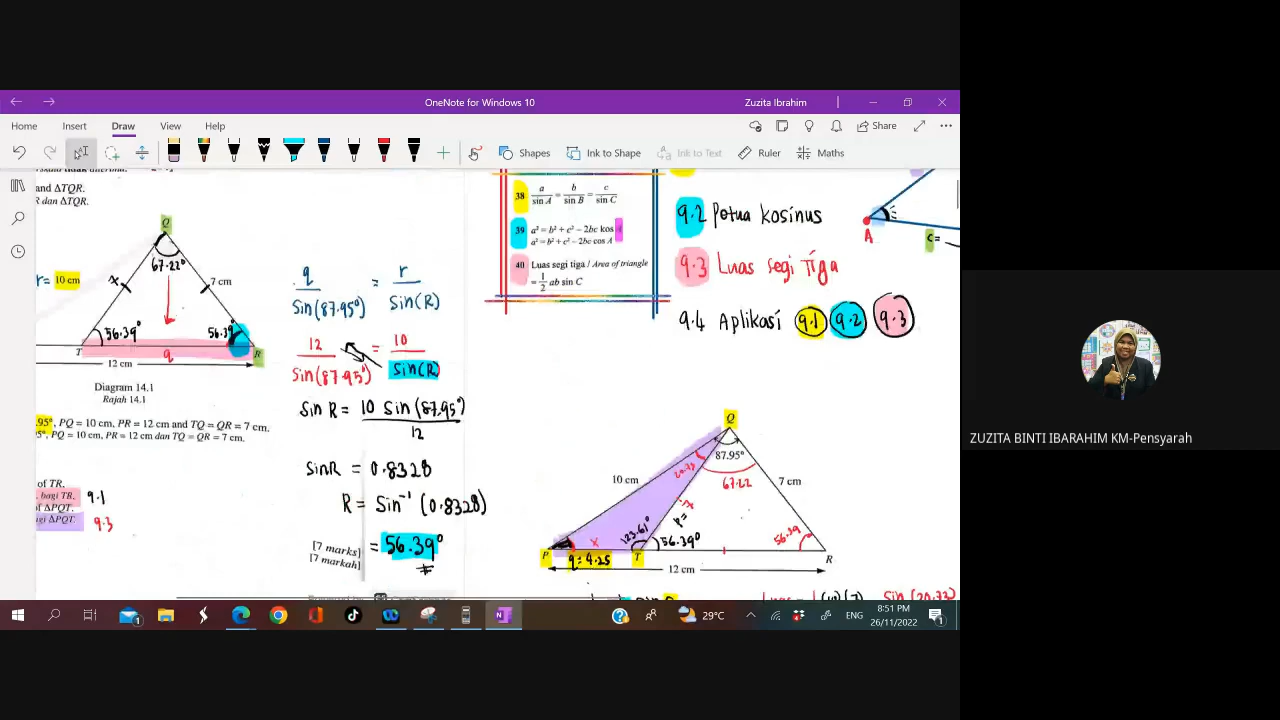 OneNote for Windows 10
Zuzita Ibrahim
Home
Insert
Draw
View
Help
Share
Shapes
Ink to Shape
Ink to Text
Ruler
Maths
and ΔTQR.
R dan ΔTQR.
Q
67.22°
r= 10 cm
x
7 cm
56.39°
56.39°
T
q
R
12 cm
Diagram 14.1
Rajah 14.1
.95°, PQ = 10 cm, PR = 12 cm and TQ = QR = 7 cm.
5°, PQ = 10 cm, PR = 12 cm dan TQ = QR = 7 cm.
of TR.
bagi TR. 9.1
of ΔPQT.
agi ΔPQT. 9.3
q / Sin(87.95°) = r / Sin(R)
12 / Sin(87.95°) = 10 / Sin(R)
Sin R = 10 Sin(87.95°) / 12
SinR = 0.8328
R = Sin⁻¹ (0.8328)
= 56.39°
[7 marks]
[7 markah]
38 a / sin A = b / sin B = c / sin C
39 a² = b² + c² – 2bc kos A
a² = b² + c² – 2bc cos A
40 Luas segi tiga / Area of triangle
= 1/2 ab sin C
9.2 Petua kosinus
9.3 Luas segi Tiga
9.4 Aplikasi 9.1 9.2 9.3
A
c =
Q
87.95°
10 cm
67.22
7 cm
P=
123.61°
56.39°
56.39
P
x
q= 4.25
T
R
12 cm
ZUZITA BINTI IBARAHIM KM-Pensyarah
29°C
ENG
8:51 PM
26/11/2022